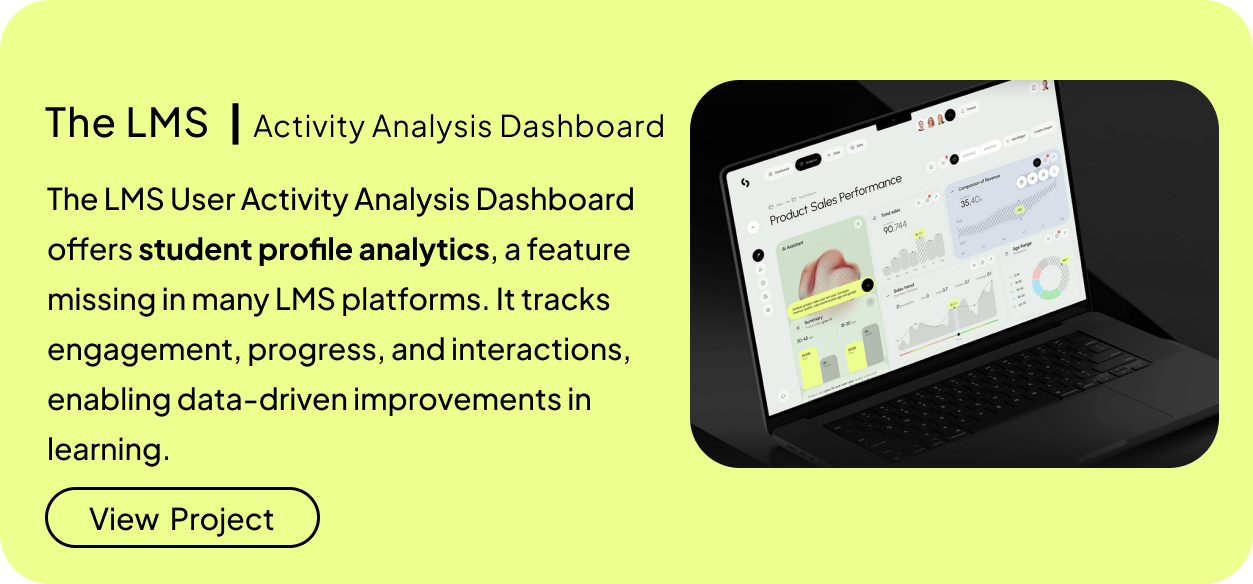 The LMS | Activity Analysis Dashboard
The LMS User Activity Analysis Dashboard
offers student profile analytics, a feature
missing in many LMS platforms. It tracks
engagement, progress, and interactions,
enabling data-driven improvements in
learning.
View Project
Product Sales Performance
AI Assistant
Total sales
90,744
Comparison of Revenue
35,40
Sales trend
Age Range
Summary